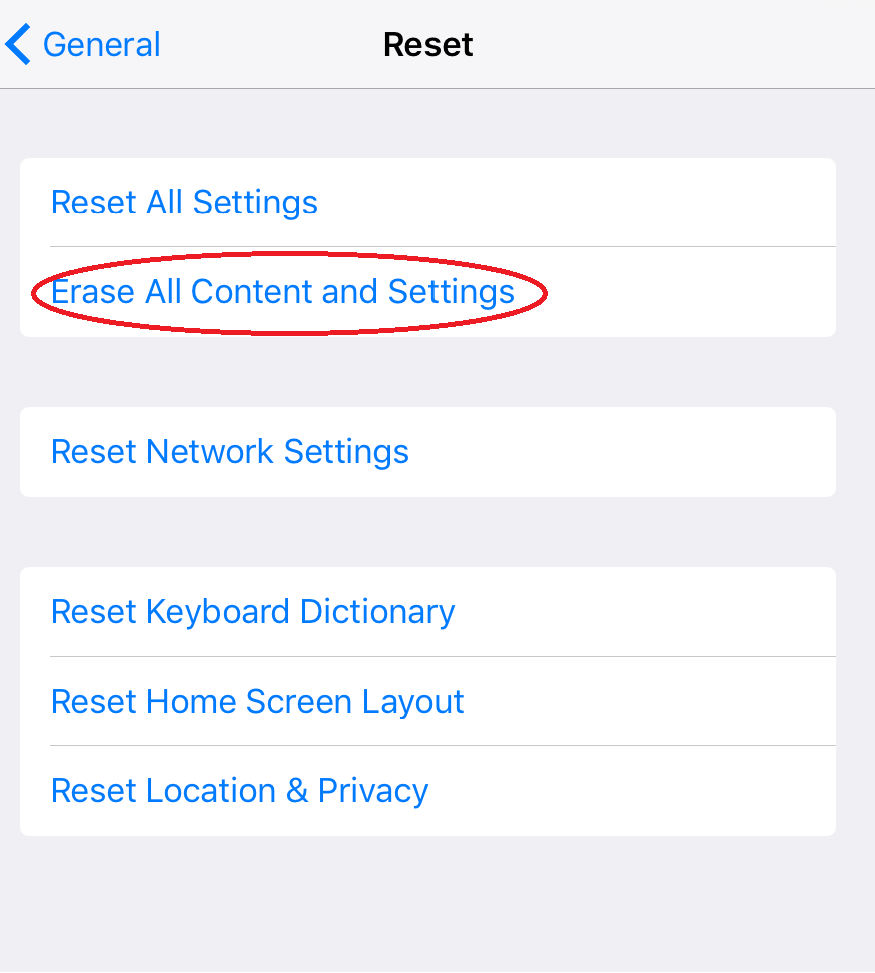 General
Reset
Reset All Settings
Erase All Content and Settings
Reset Network Settings
Reset Keyboard Dictionary
Reset Home Screen Layout
Reset Location & Privacy